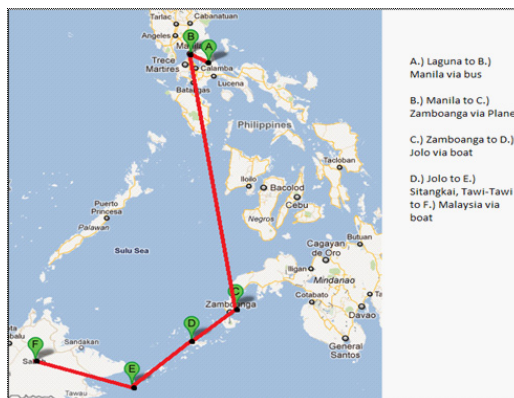 Tarlac
Cabanatuan
Angeles
B
A
Manila
Trece
Martires
Calamba
Lucena
Batangas
Philippines
Tacloban
Iloilo
Bacolod
Cebu
Puerto
Princesa
Palawan
Negros
Sulu Sea
Butuan
Cagayan
de Oro
Iligan
Mindanao
C
Zamboanga
Cotabato
Davao
D
General
Santos
F
Sandakan
E
Tawau
A.) Laguna to B.)
Manila via bus
B.) Manila to C.)
Zamboanga via Plane
C.) Zamboanga to D.)
Jolo via boat
D.) Jolo to E.)
Sitangkai, Tawi-Tawi
to F.) Malaysia via
boat